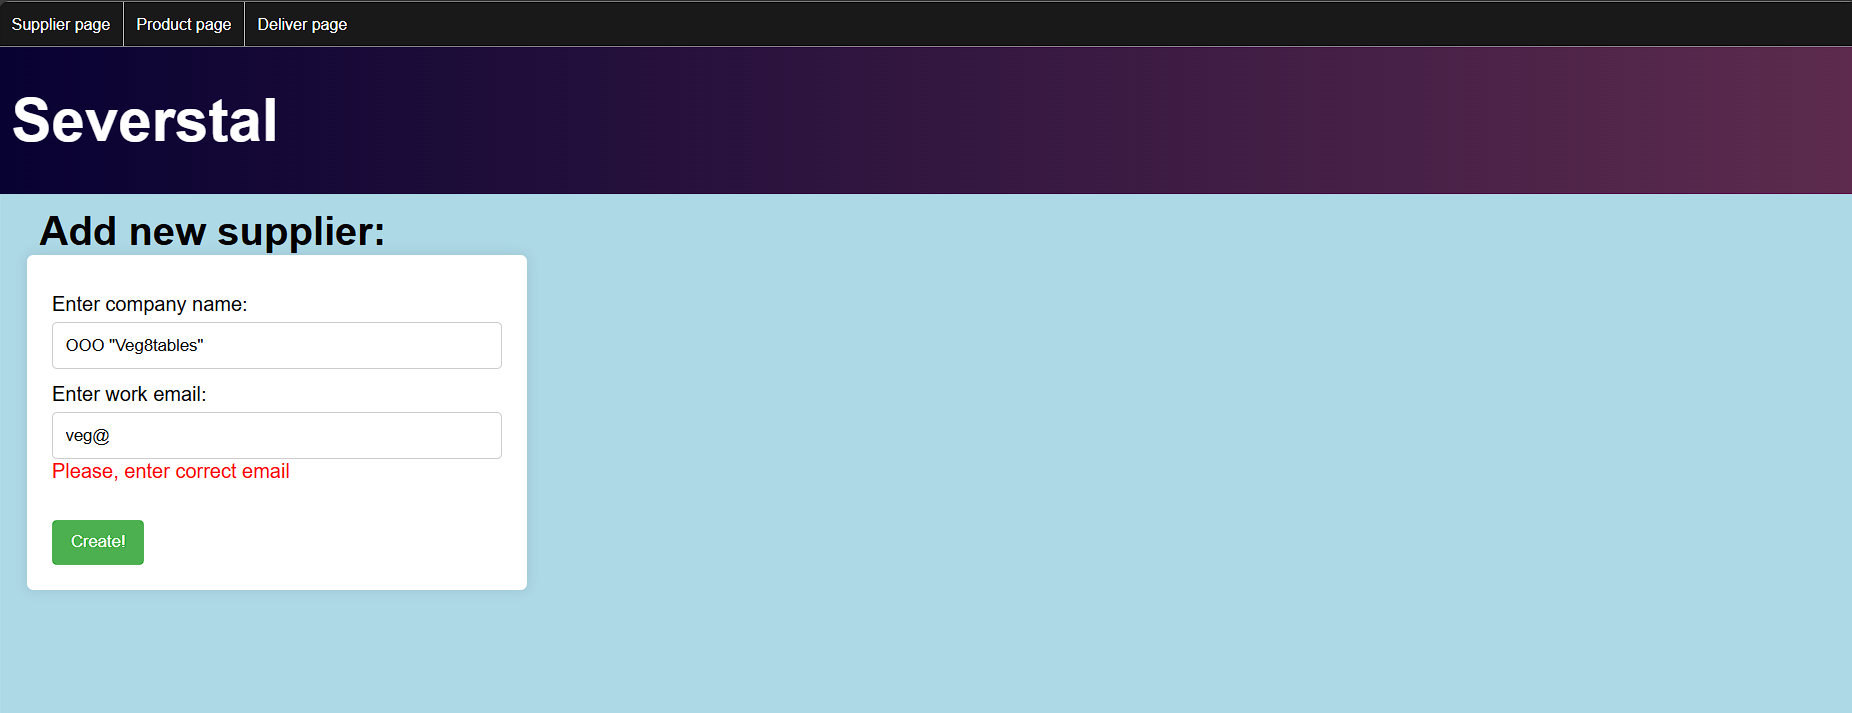 Supplier page Product page Deliver page
Severstal
Add new supplier:
Enter company name:
OOO "Veg8tables"
Enter work email:
veg@
Please, enter correct email
Create!